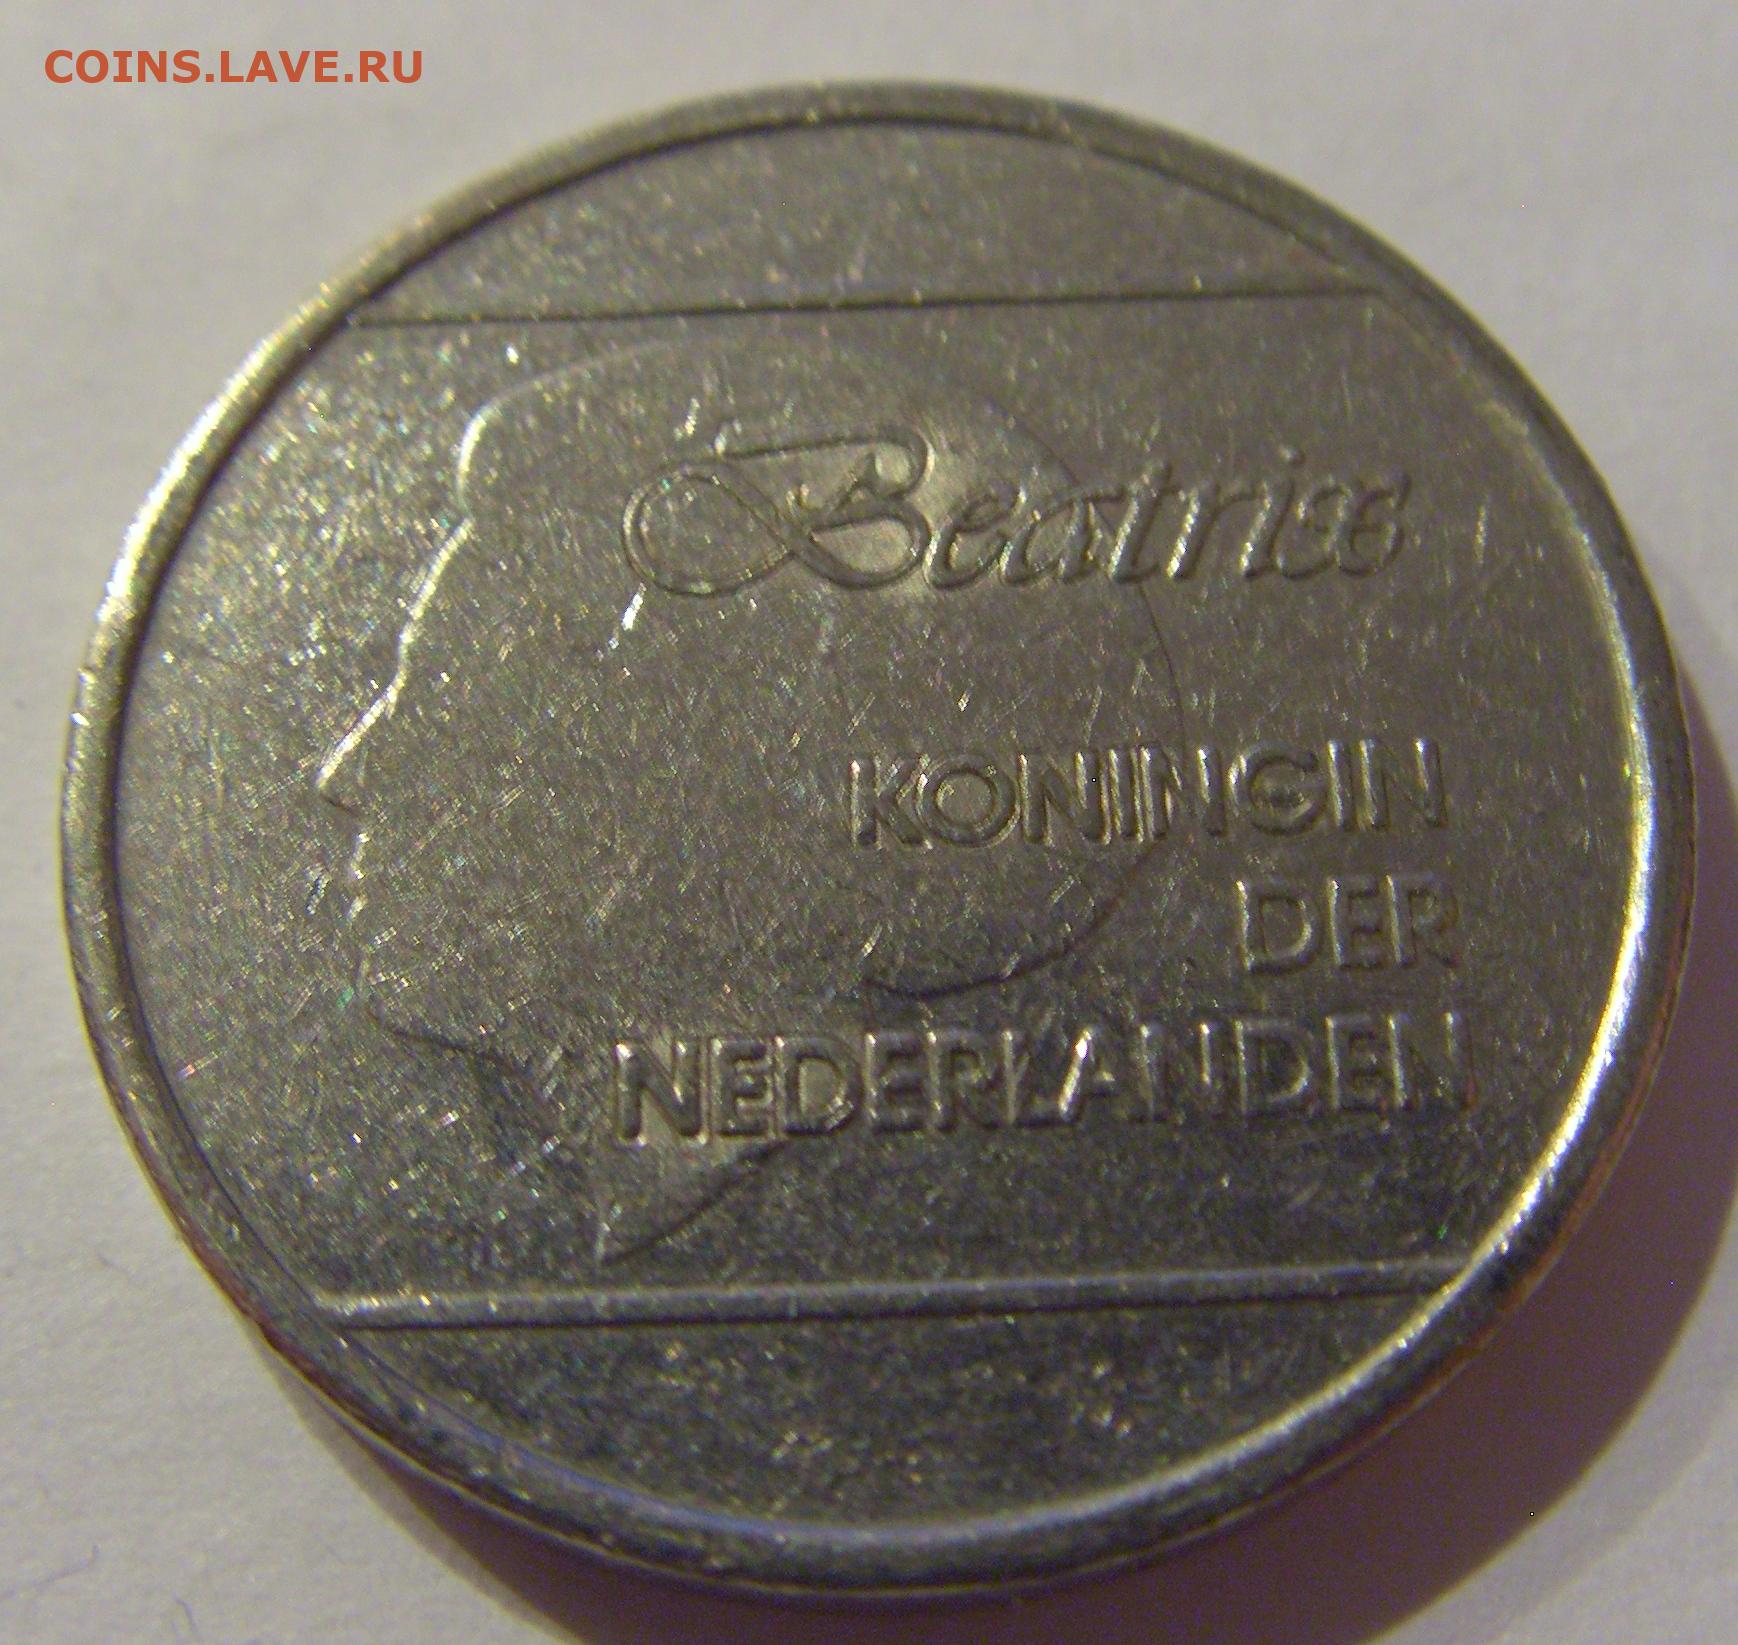 COINS.LAVE.RU
Beatrix
KONINGIN
DER
NEDERLANDEN